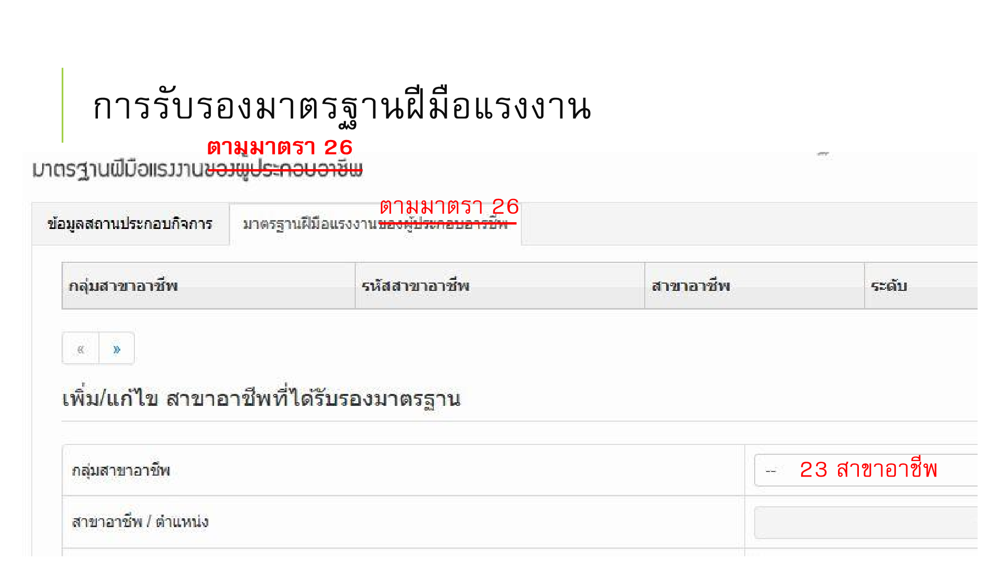 การรับรองมาตรฐานฝีมือแรงงาน
ตามมาตรา 26
มาตรฐานฝีมือแรงงานของผู้ประกอบอาชีพ
ตามมาตรา 26
ข้อมูลสถานประกอบกิจการ มาตรฐานฝีมือแรงงานของผู้ประกอบอารชีพ
กลุ่มสาขาอาชีพ รหัสสาขาอาชีพ สาขาอาชีพ ระดับ
« »
เพิ่ม/แก้ไข สาขาอาชีพที่ได้รับรองมาตรฐาน
กลุ่มสาขาอาชีพ -- 23 สาขาอาชีพ
สาขาอาชีพ / ตำแหน่ง